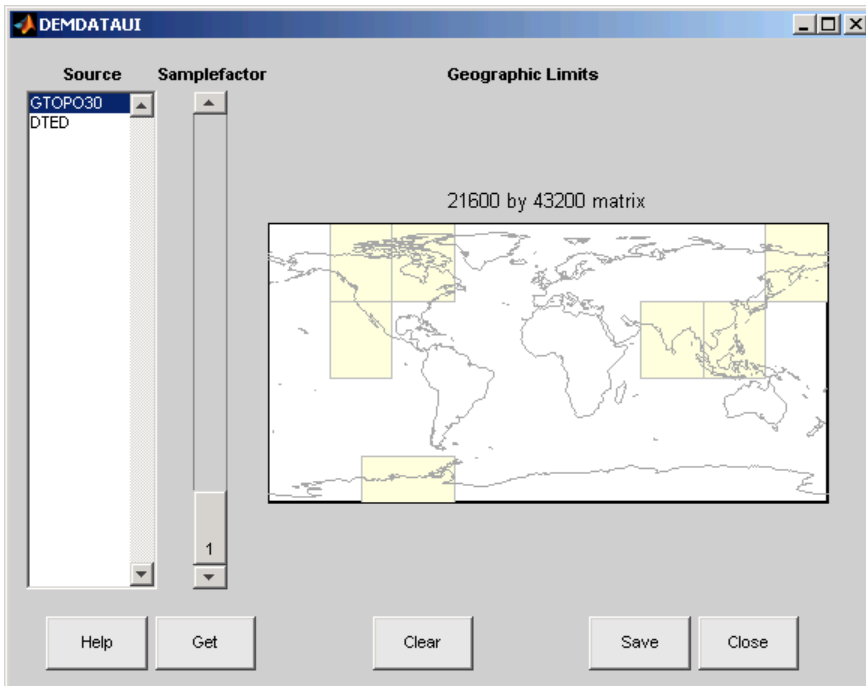 DEMDATAUI
Source Samplefactor Geographic Limits
GTOPO30
DTED
21600 by 43200 matrix
1
Help Get Clear Save Close